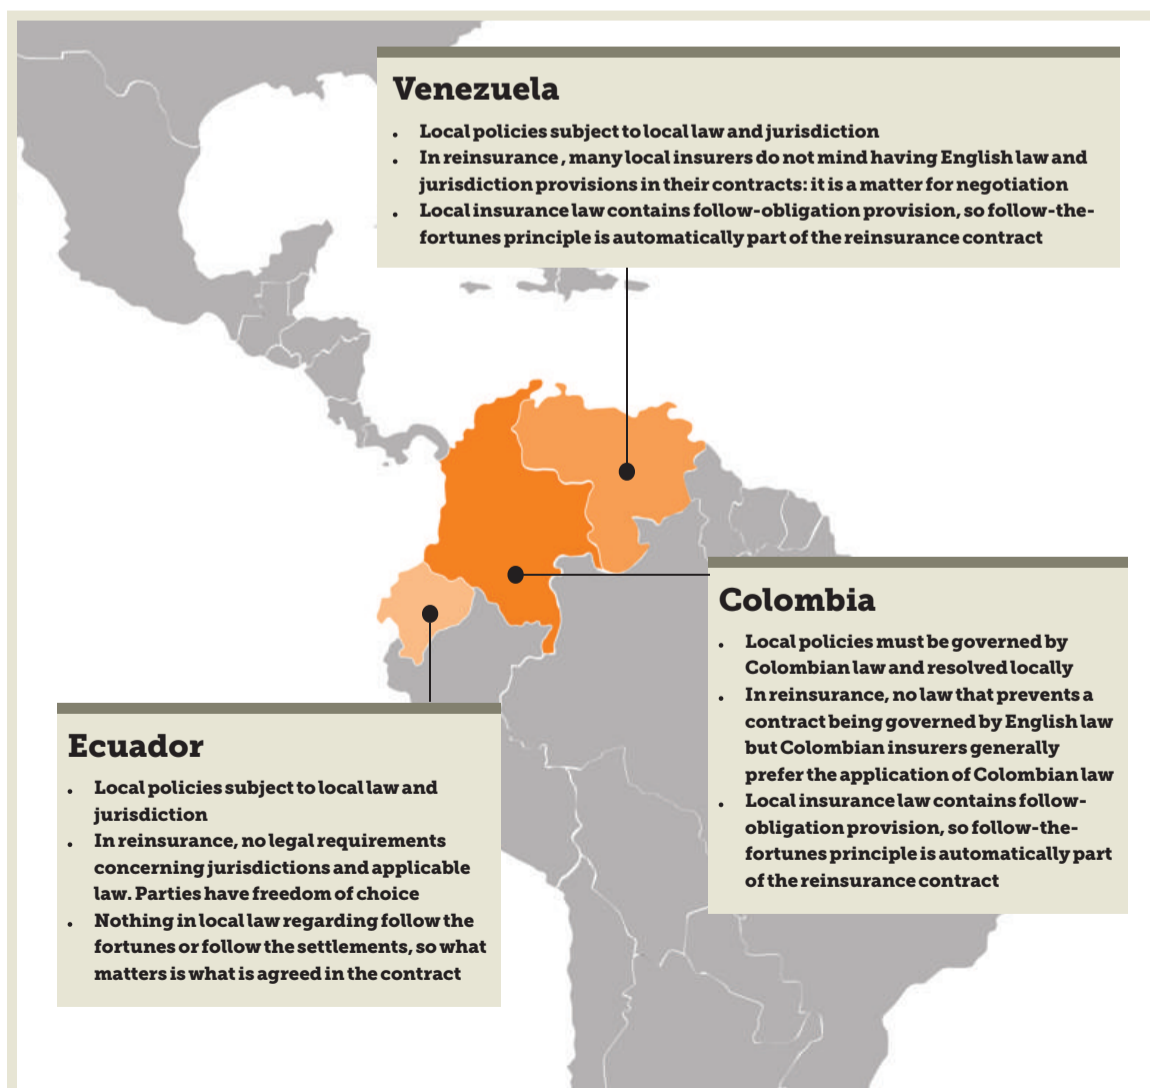 Venezuela
• Local policies subject to local law and jurisdiction
• In reinsurance , many local insurers do not mind having English law and
jurisdiction provisions in their contracts: it is a matter for negotiation
• Local insurance law contains follow-obligation provision, so follow-the-
fortunes principle is automatically part of the reinsurance contract
Colombia
• Local policies must be governed by
Colombian law and resolved locally
• In reinsurance, no law that prevents a
contract being governed by English law
but Colombian insurers generally
prefer the application of Colombian law
• Local insurance law contains follow-
obligation provision, so follow-the-
fortunes principle is automatically part
of the reinsurance contract
Ecuador
• Local policies subject to local law and
jurisdiction
• In reinsurance, no legal requirements
concerning jurisdictions and applicable
law. Parties have freedom of choice
• Nothing in local law regarding follow the
fortunes or follow the settlements, so what
matters is what is agreed in the contract